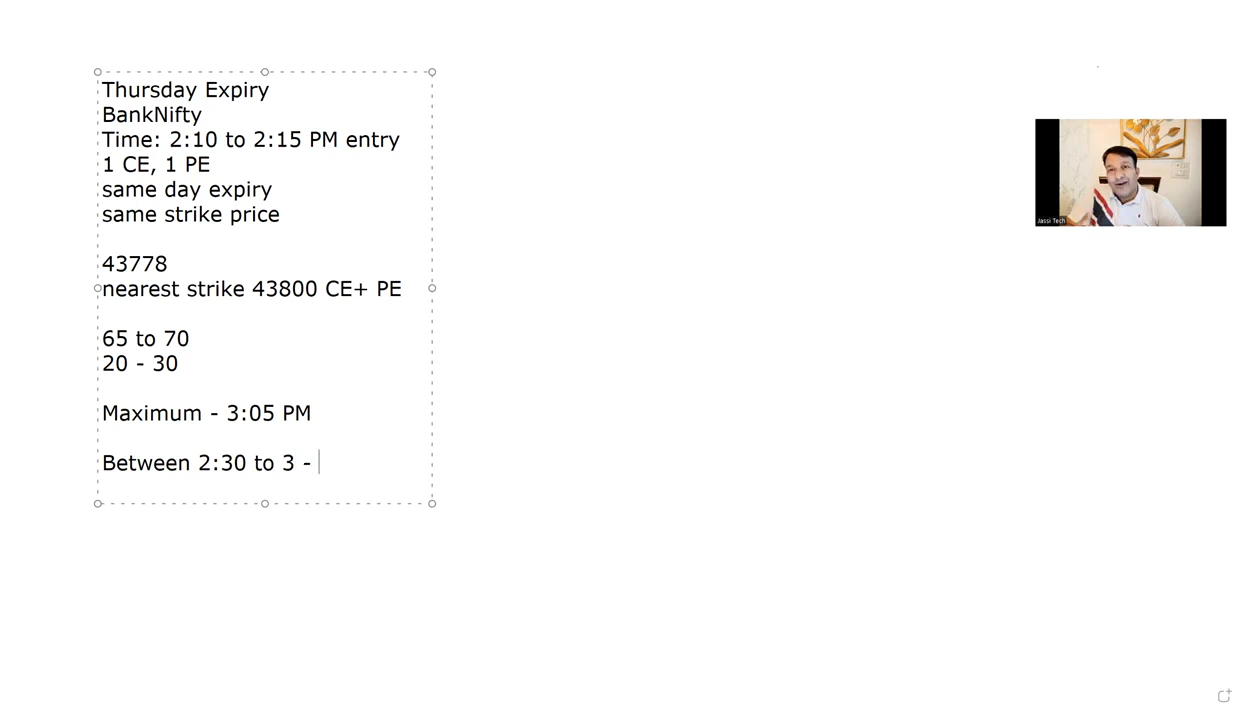 Thursday Expiry
BankNifty
Time: 2:10 to 2:15 PM entry
1 CE, 1 PE
same day expiry
same strike price
43778
nearest strike 43800 CE+ PE
65 to 70
20 - 30
Maximum - 3:05 PM
Between 2:30 to 3 -
Jassi Tech